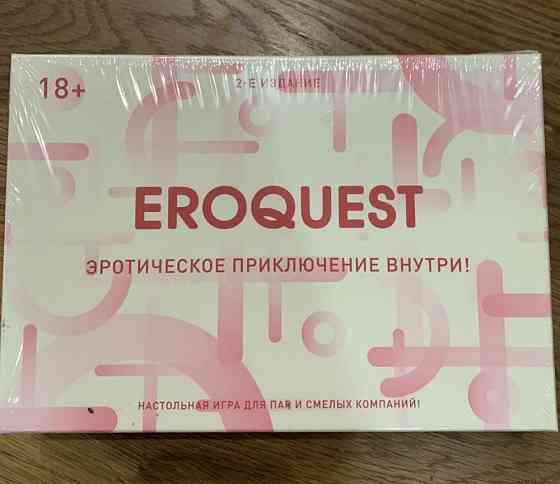 18+
2-Е ИЗДАНИЕ
EROQUEST
ЭРОТИЧЕСКОЕ ПРИКЛЮЧЕНИЕ ВНУТРИ!
НАСТОЛЬНАЯ ИГРА ДЛЯ ПАР И СМЕЛЫХ КОМПАНИЙ!